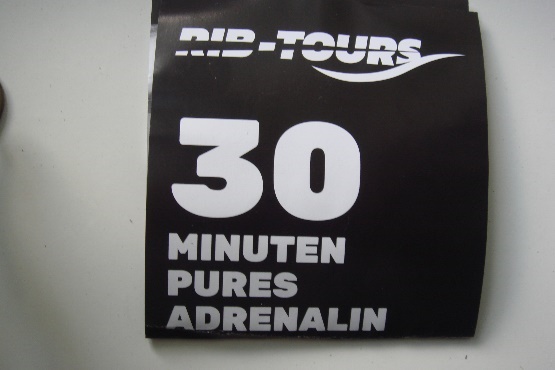 RIB-TOURS
30
MINUTEN
PURES
ADRENALIN